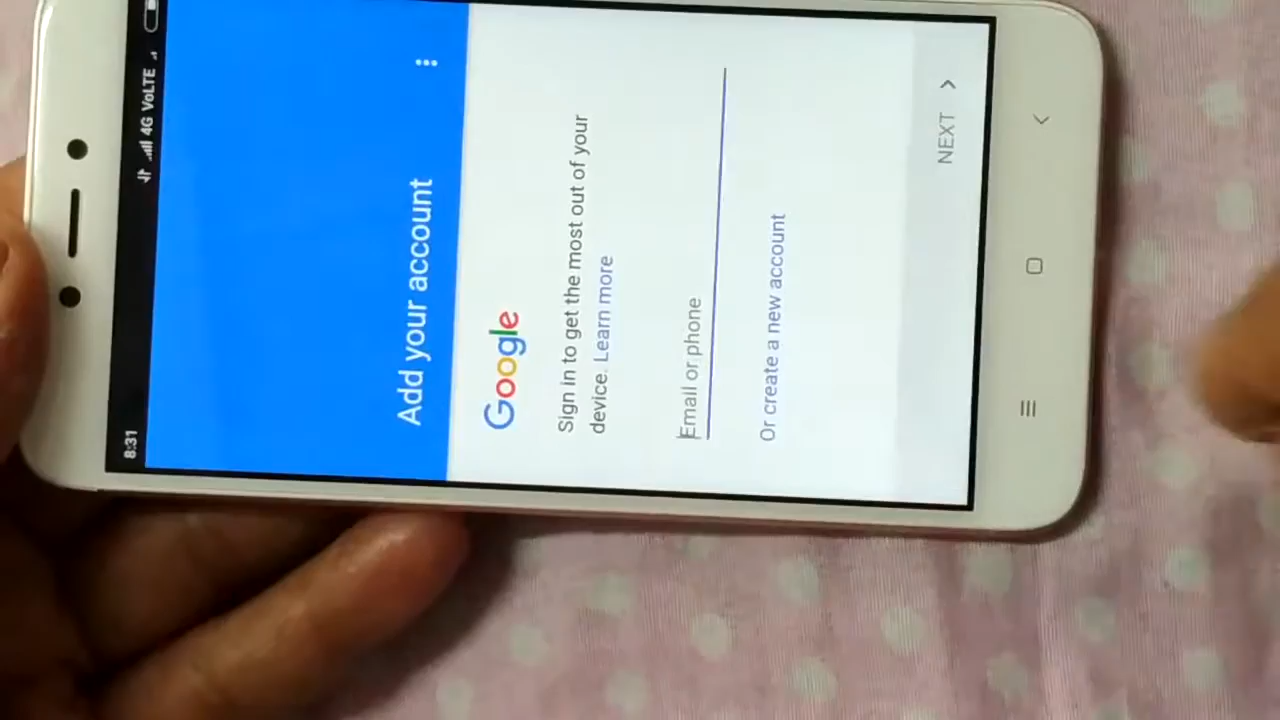 8:31 4G VoLTE
Add your account
Google
Sign in to get the most out of your
device. Learn more
Email or phone
Or create a new account
NEXT